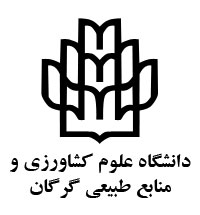 دانشگاه علوم کشاورزی و
منابع طبیعی گرگان